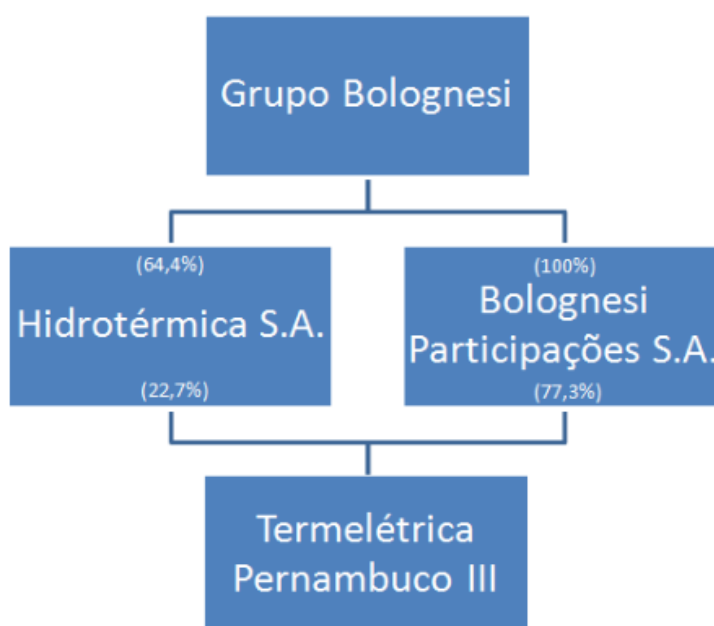 Grupo Bolognesi
(64,4%)
Hidrotérmica S.A.
(22,7%)
(100%)
Bolognesi
Participações S.A.
(77,3%)
Termelétrica
Pernambuco III